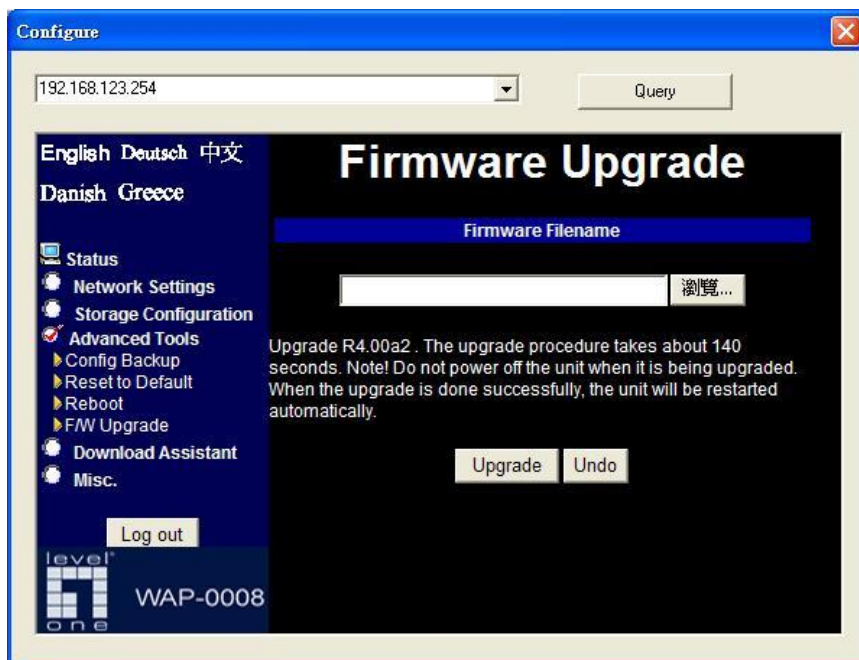 Configure
192.168.123.254
Query
English Deutsch 中文
Danish Greece
Status
Network Settings
Storage Configuration
Advanced Tools
Config Backup
Reset to Default
Reboot
F/W Upgrade
Download Assistant
Misc.
Log out
level
one
WAP-0008
Firmware Upgrade
Firmware Filename
瀏覽...
Upgrade R4.00a2 . The upgrade procedure takes about 140
seconds. Note! Do not power off the unit when it is being upgraded.
When the upgrade is done successfully, the unit will be restarted
automatically.
Upgrade
Undo